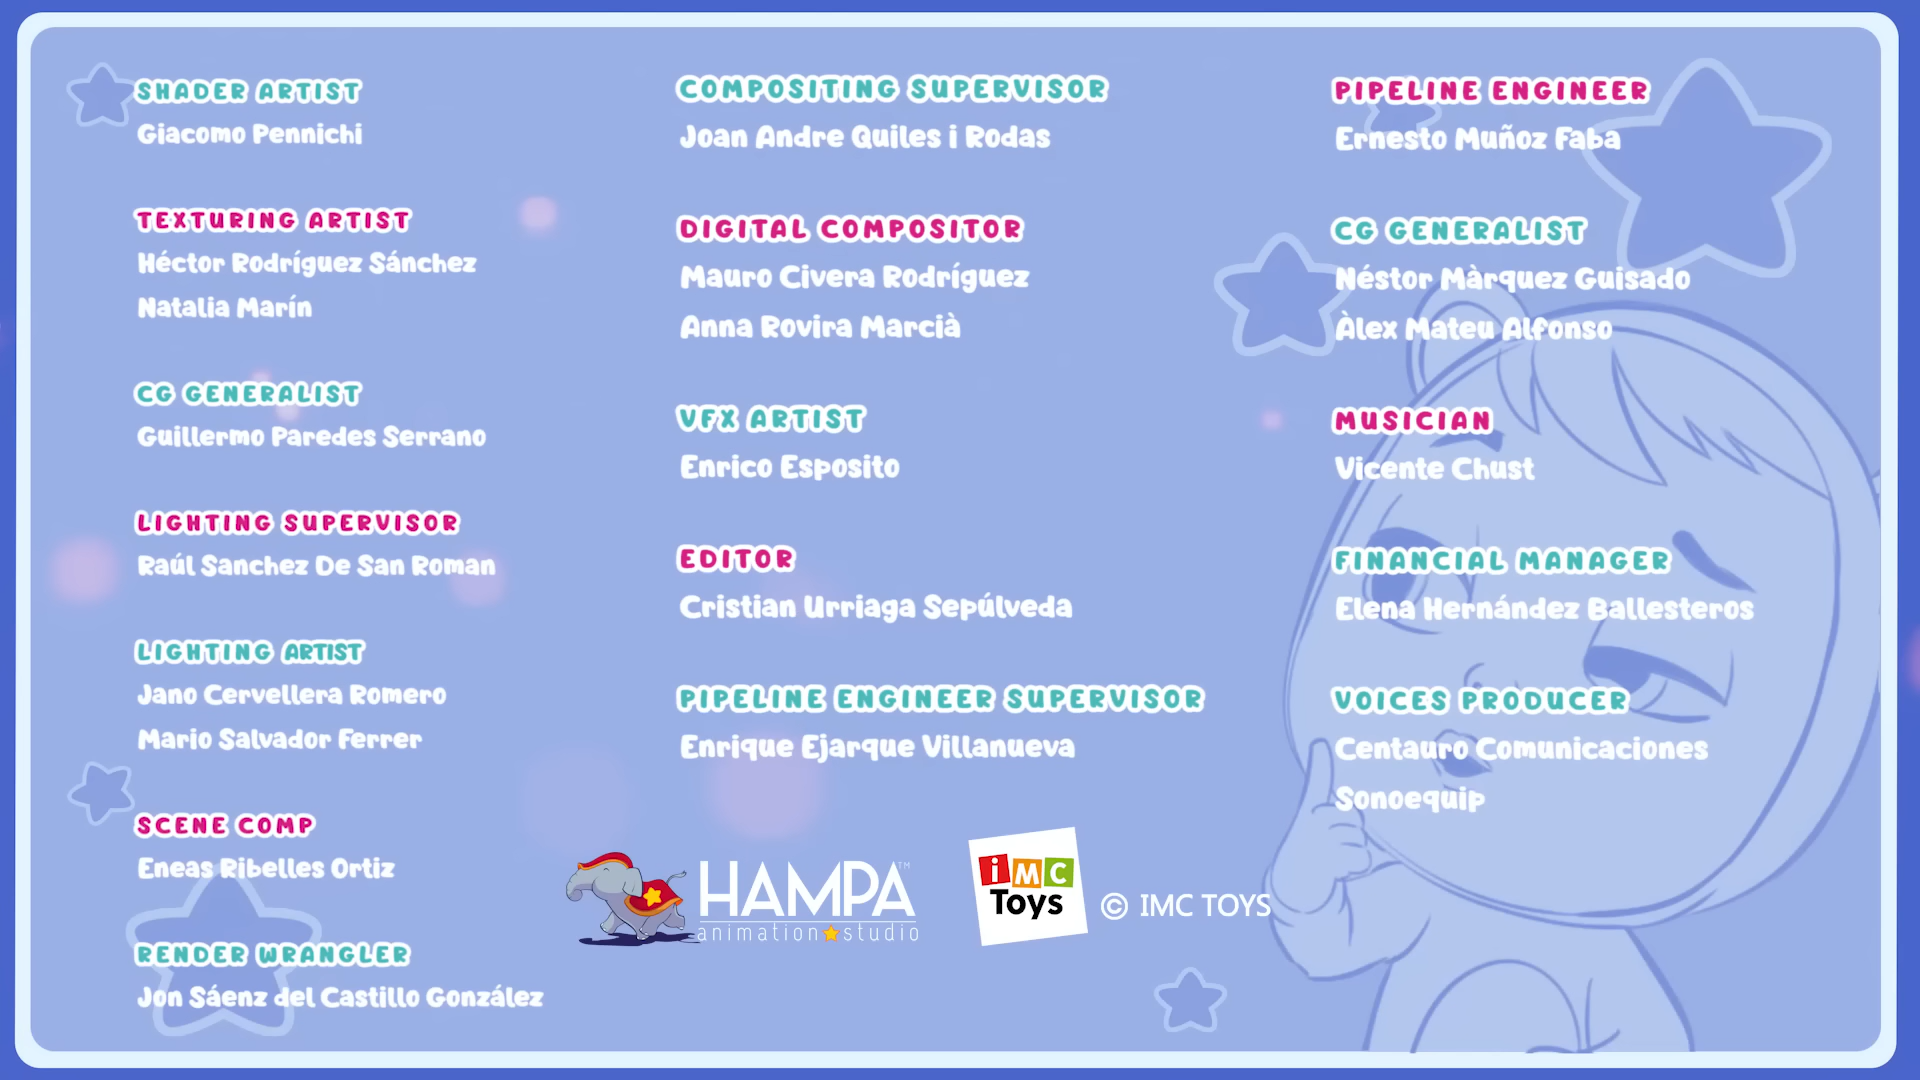 SHADER ARTIST
Giacomo Pennichi
TEXTURING ARTIST
Héctor Rodríguez Sánchez
Natalia Marín
CG GENERALIST
Guillermo Paredes Serrano
LIGHTING SUPERVISOR
Raúl Sanchez De San Roman
LIGHTING ARTIST
Jano Cervellera Romero
Mario Salvador Ferrer
SCENE COMP
Eneas Ribelles Ortiz
RENDER WRANGLER
Jon Sáenz del Castillo González
COMPOSITING SUPERVISOR
Joan Andre Quiles i Rodas
DIGITAL COMPOSITOR
Mauro Civera Rodríguez
Anna Rovira Marcià
VFX ARTIST
Enrico Esposito
EDITOR
Cristian Urriaga Sepúlveda
PIPELINE ENGINEER SUPERVISOR
Enrique Ejarque Villanueva
PIPELINE ENGINEER
Ernesto Muñoz Faba
CG GENERALIST
Néstor Màrquez Guisado
Àlex Mateu Alfonso
MUSICIAN
Vicente Chust
FINANCIAL MANAGER
Elena Hernández Ballesteros
VOICES PRODUCER
Centauro Comunicaciones
Sonoequip
HAMPA™
animation studio
iMC
Toys
© IMC TOYS